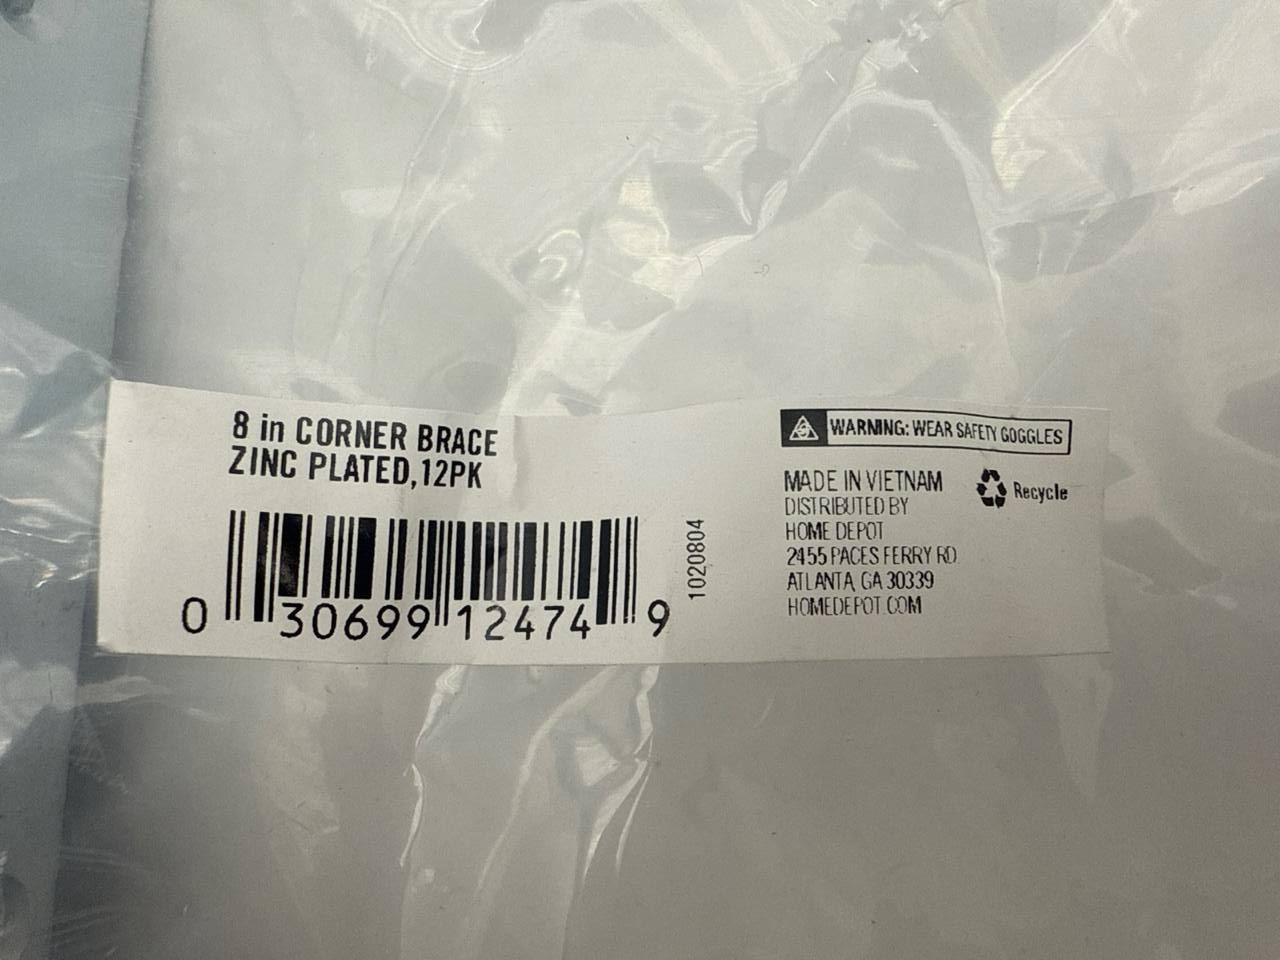 8 in CORNER BRACE
ZINC PLATED,12PK
0 30699 12474 9
1020804
WARNING: WEAR SAFETY GOGGLES
MADE IN VIETNAM
DISTRIBUTED BY
HOME DEPOT
2455 PACES FERRY RD
ATLANTA, GA 30339
HOMEDEPOT.COM
Recycle